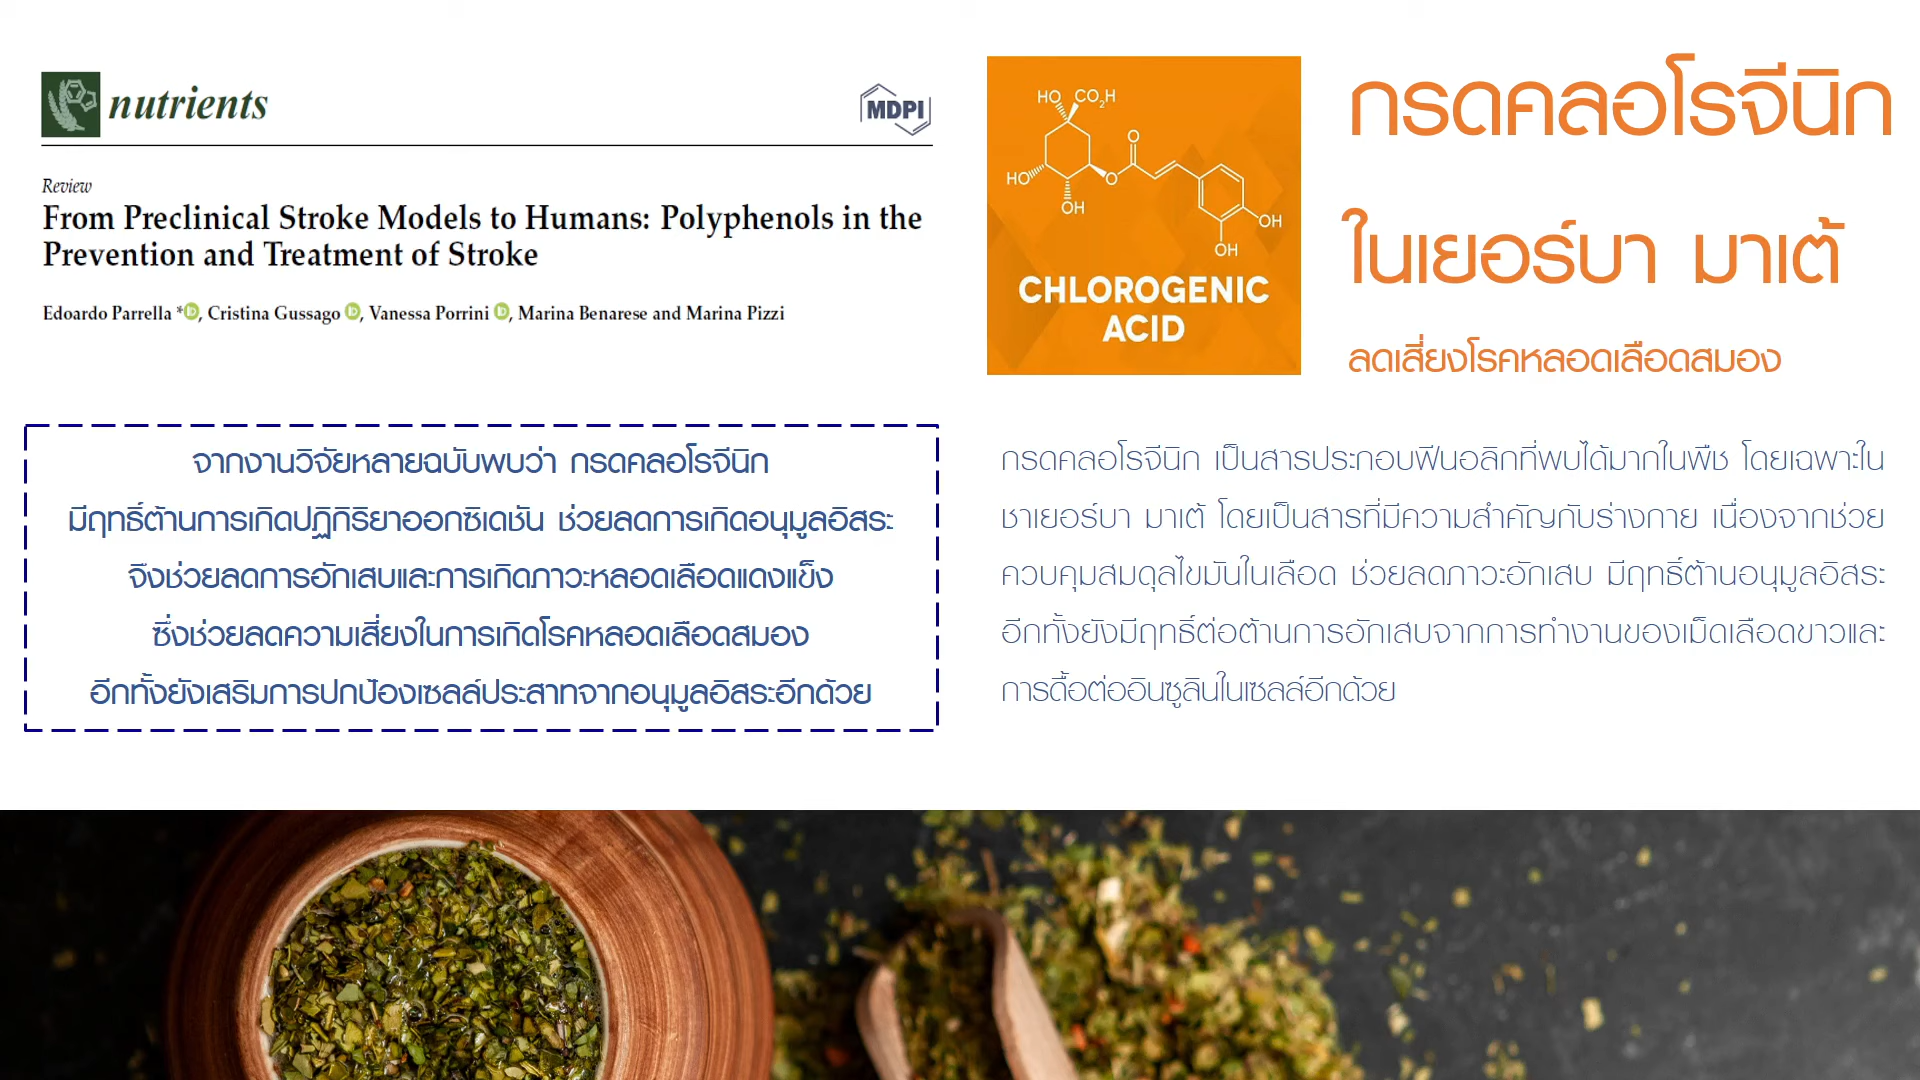 nutrients
MDPI
Review
From Preclinical Stroke Models to Humans: Polyphenols in the
Prevention and Treatment of Stroke
Edoardo Parrella *, Cristina Gussago, Vanessa Porrini, Marina Benarese and Marina Pizzi
HO CO2H
O
HO
O
OH
OH
OH
CHLOROGENIC
ACID
กรดคลอโรจีนิก
ในเยอร์บา มาเต้
ลดเสี่ยงโรคหลอดเลือดสมอง
จากงานวิจัยหลายฉบับพบว่า กรดคลอโรจีนิก
มีฤทธิ์ต้านการเกิดปฏิกิริยาออกซิเดชัน ช่วยลดการเกิดอนุมูลอิสระ
จึงช่วยลดการอักเสบและการเกิดภาวะหลอดเลือดแดงแข็ง
ซึ่งช่วยลดความเสี่ยงในการเกิดโรคหลอดเลือดสมอง
อีกทั้งยังเสริมการปกป้องเซลล์ประสาทจากอนุมูลอิสระอีกด้วย
กรดคลอโรจีนิก เป็นสารประกอบฟีนอลิกที่พบได้มากในพืช โดยเฉพาะใน
ชาเยอร์บา มาเต้ โดยเป็นสารที่มีความสำคัญกับร่างกาย เนื่องจากช่วย
ควบคุมสมดุลไขมันในเลือด ช่วยลดภาวะอักเสบ มีฤทธิ์ต้านอนุมูลอิสระ
อีกทั้งยังมีฤทธิ์ต่อต้านการอักเสบจากการทำงานของเม็ดเลือดขาวและ
การดื้อต่ออินซูลินในเซลล์อีกด้วย